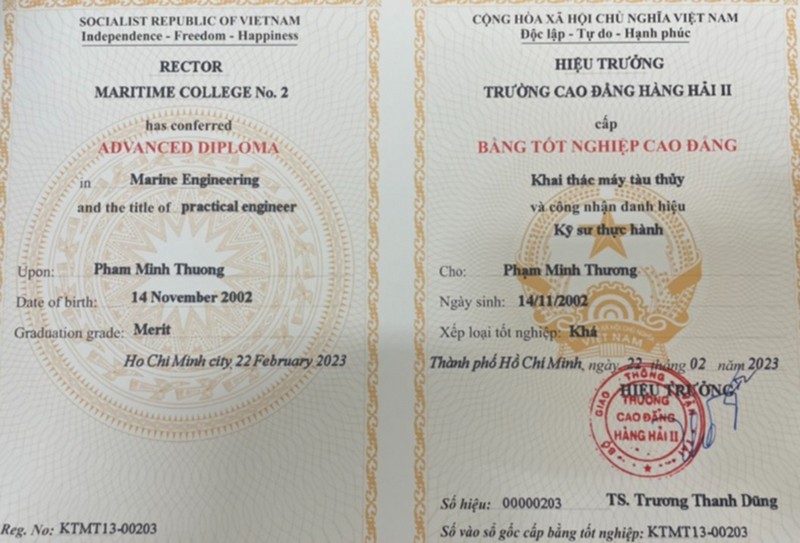 SOCIALIST REPUBLIC OF VIETNAM
Independence - Freedom - Happiness
RECTOR
MARITIME COLLEGE No. 2
has conferred
ADVANCED DIPLOMA
in Marine Engineering
and the title of practical engineer
Upon: Pham Minh Thuong
Date of birth: 14 November 2002
Graduation grade: Merit
Ho Chi Minh city, 22 February 2023
Reg. No: KTMT13-00203
CỘNG HÒA XÃ HỘI CHỦ NGHĨA VIỆT NAM
Độc lập - Tự do - Hạnh phúc
HIỆU TRƯỞNG
TRƯỜNG CAO ĐẲNG HÀNG HẢI II
cấp
BẰNG TỐT NGHIỆP CAO ĐẲNG
Khai thác máy tàu thủy
và công nhận danh hiệu
Kỹ sư thực hành
Cho: Phạm Minh Thương
Ngày sinh: 14/11/2002
Xếp loại tốt nghiệp: Khá
VIỆT NAM
Thành phố Hồ Chí Minh, ngày 22 tháng 02 năm 2023
HIỆU TRƯỞNG
BỘ GIAO THÔNG VẬN TẢI
TRƯỜNG
CAO ĐẲNG
HÀNG HẢI II
Số hiệu: 00000203 TS. Trương Thanh Dũng
Số vào sổ gốc cấp bằng tốt nghiệp: KTMT13-00203